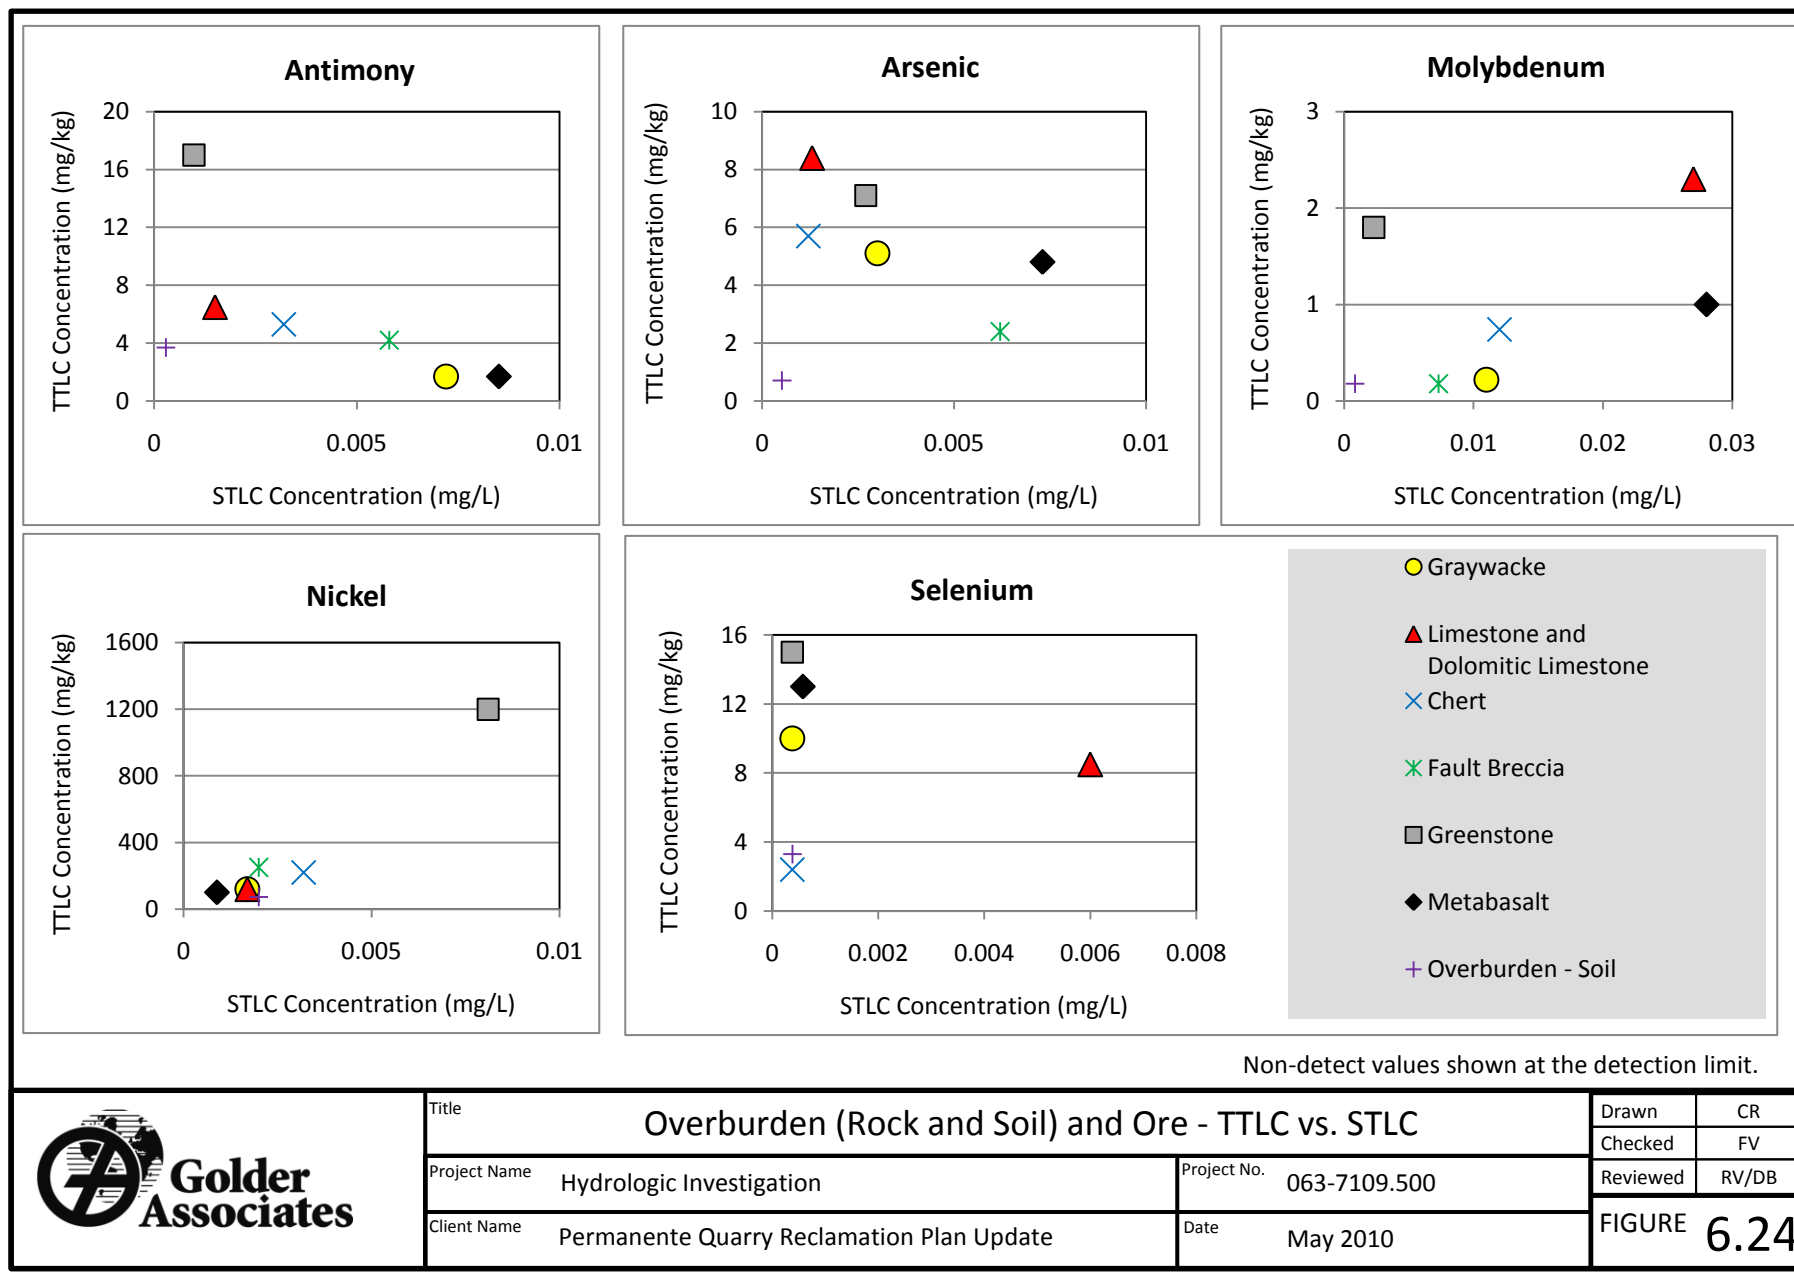 Antimony
TTLC Concentration (mg/kg)
20
16
12
8
4
0
0 0.005 0.01
STLC Concentration (mg/L)
Arsenic
TTLC Concentration (mg/kg)
10
8
6
4
2
0
0 0.005 0.01
STLC Concentration (mg/L)
Molybdenum
TTLC Concentration (mg/kg)
3
2
1
0
0 0.01 0.02 0.03
STLC Concentration (mg/L)
Nickel
TTLC Concentration (mg/kg)
1600
1200
800
400
0
0 0.005 0.01
STLC Concentration (mg/L)
Selenium
TTLC Concentration (mg/kg)
16
12
8
4
0
0 0.002 0.004 0.006 0.008
STLC Concentration (mg/L)
Graywacke
Limestone and
Dolomitic Limestone
Chert
Fault Breccia
Greenstone
Metabasalt
Overburden - Soil
Non-detect values shown at the detection limit.
Golder
Associates
Title Overburden (Rock and Soil) and Ore - TTLC vs. STLC
Project Name Hydrologic Investigation
Project No. 063-7109.500
Client Name Permanente Quarry Reclamation Plan Update
Date May 2010
Drawn CR
Checked FV
Reviewed RV/DB
FIGURE 6.24